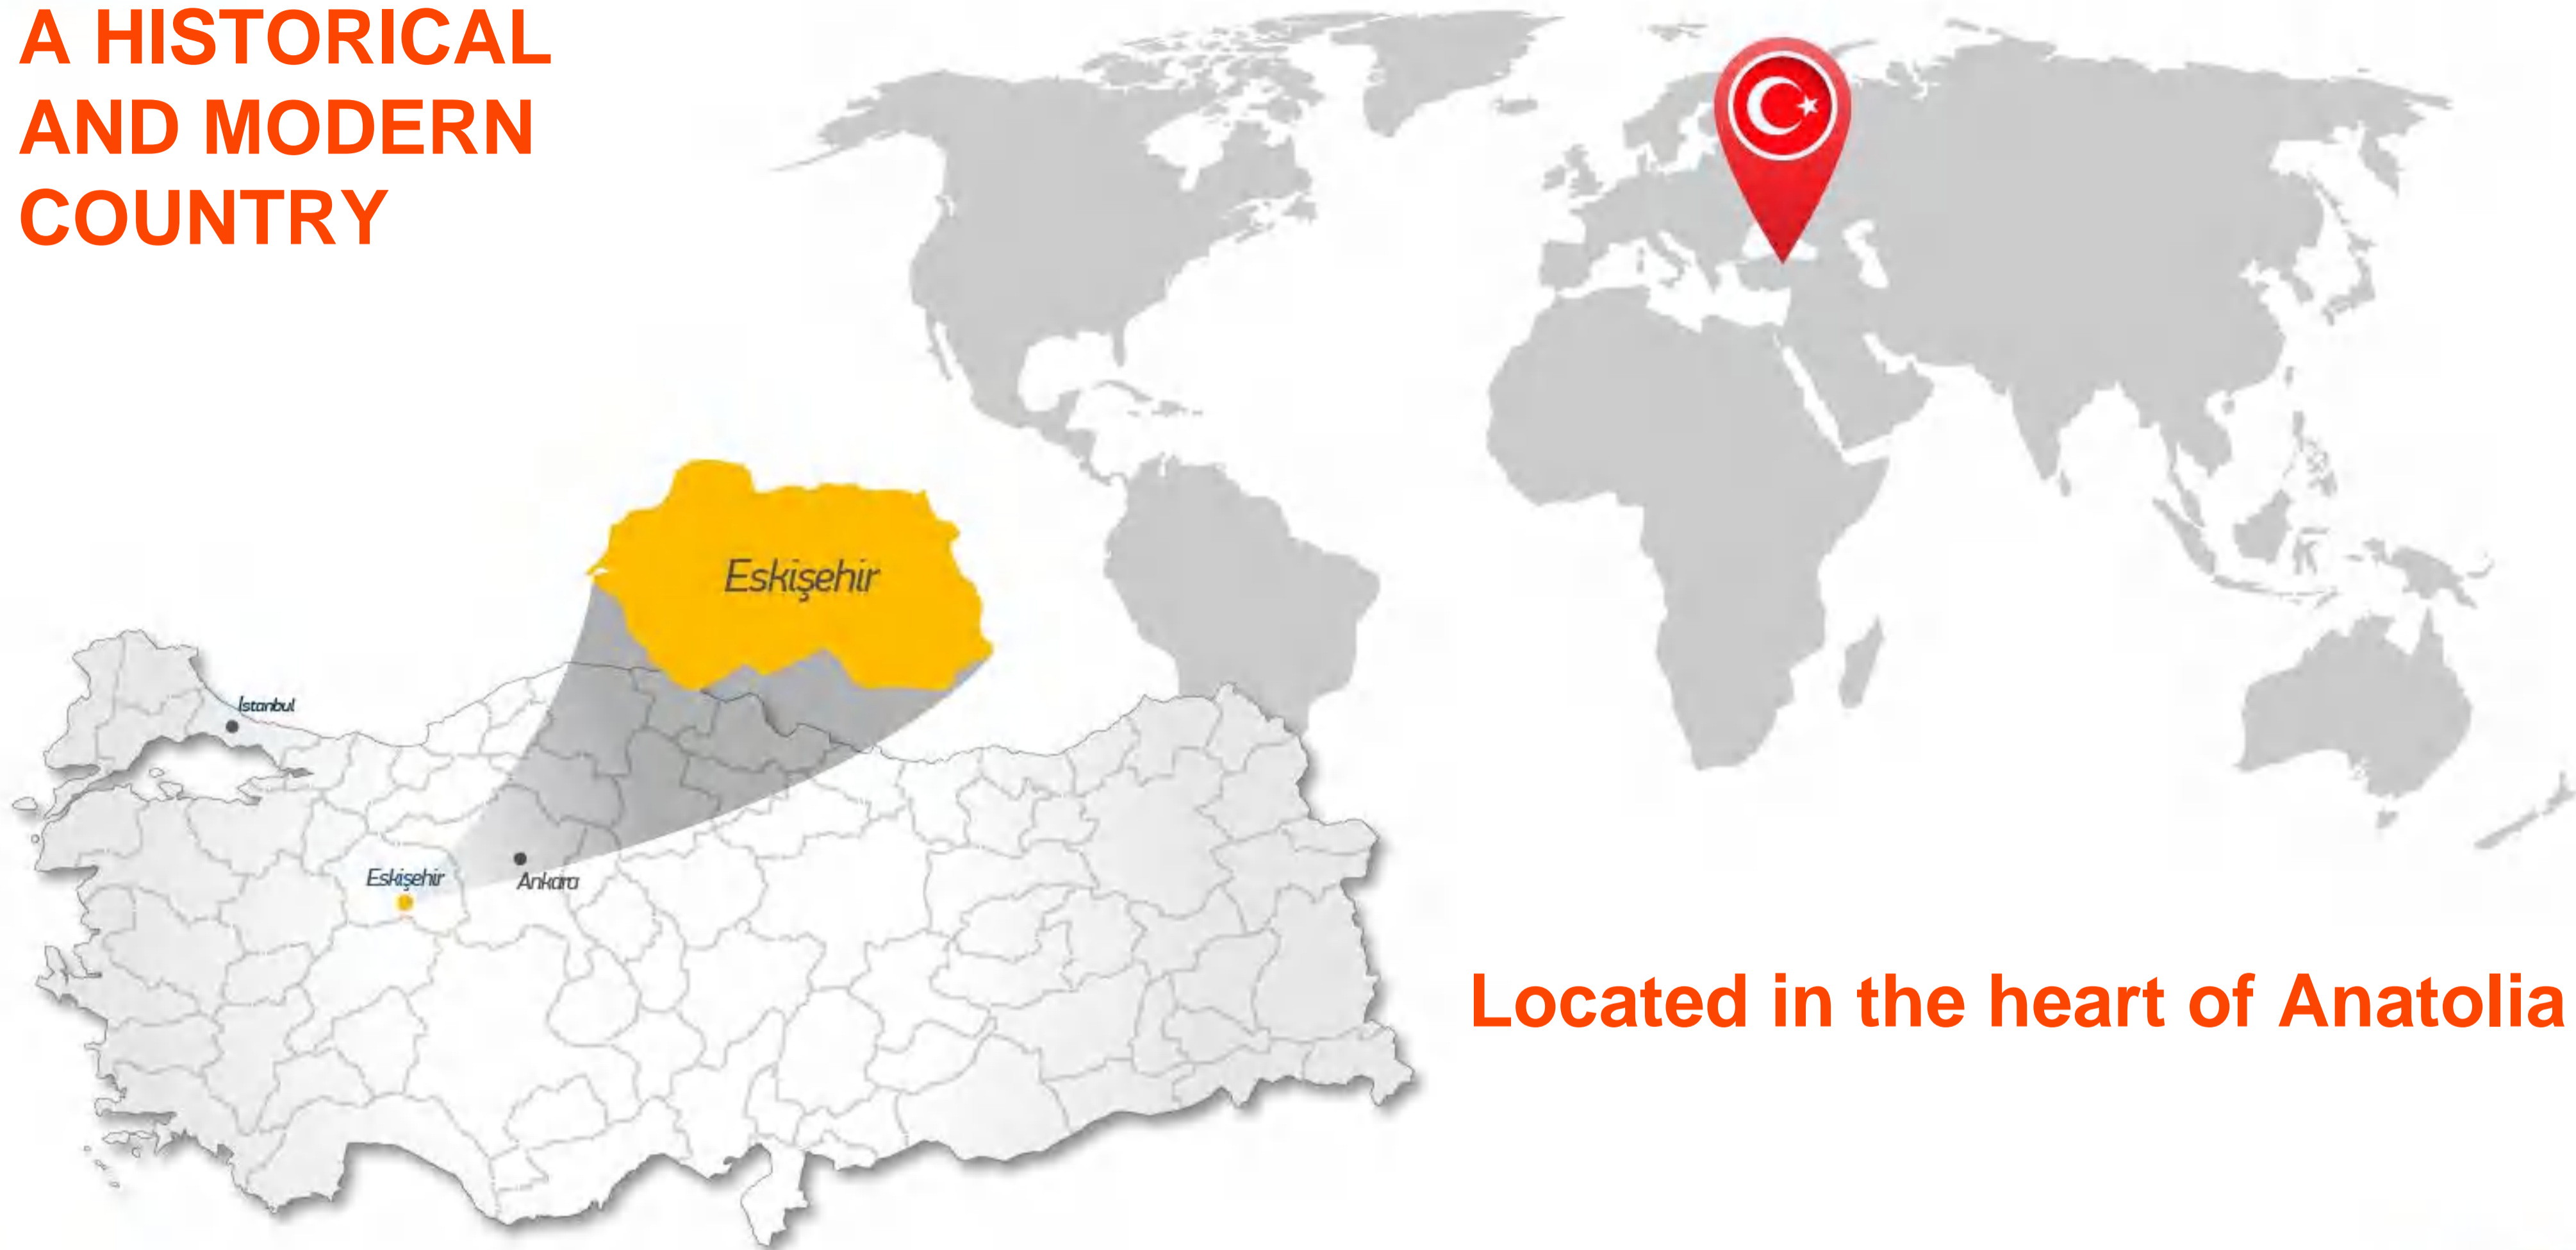 A HISTORICAL
AND MODERN
COUNTRY
Eskişehir
İstanbul
Eskişehir
Ankara
Located in the heart of Anatolia